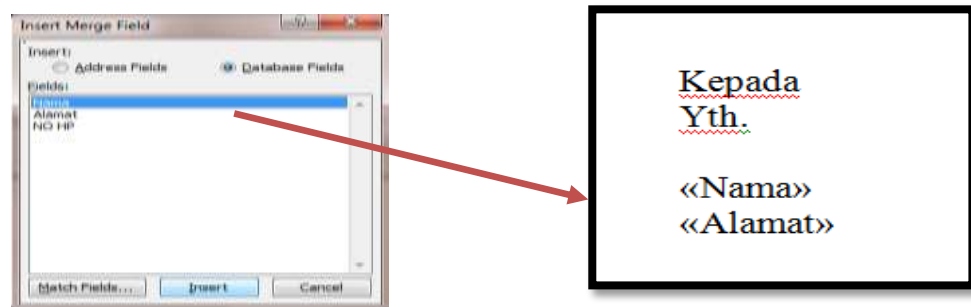 Insert Merge Field
Insert:
Address Fields Database Fields
Fields:
Nama
Alamat
NO HP
Match Fields... Insert Cancel
Kepada
Yth.
«Nama»
«Alamat»